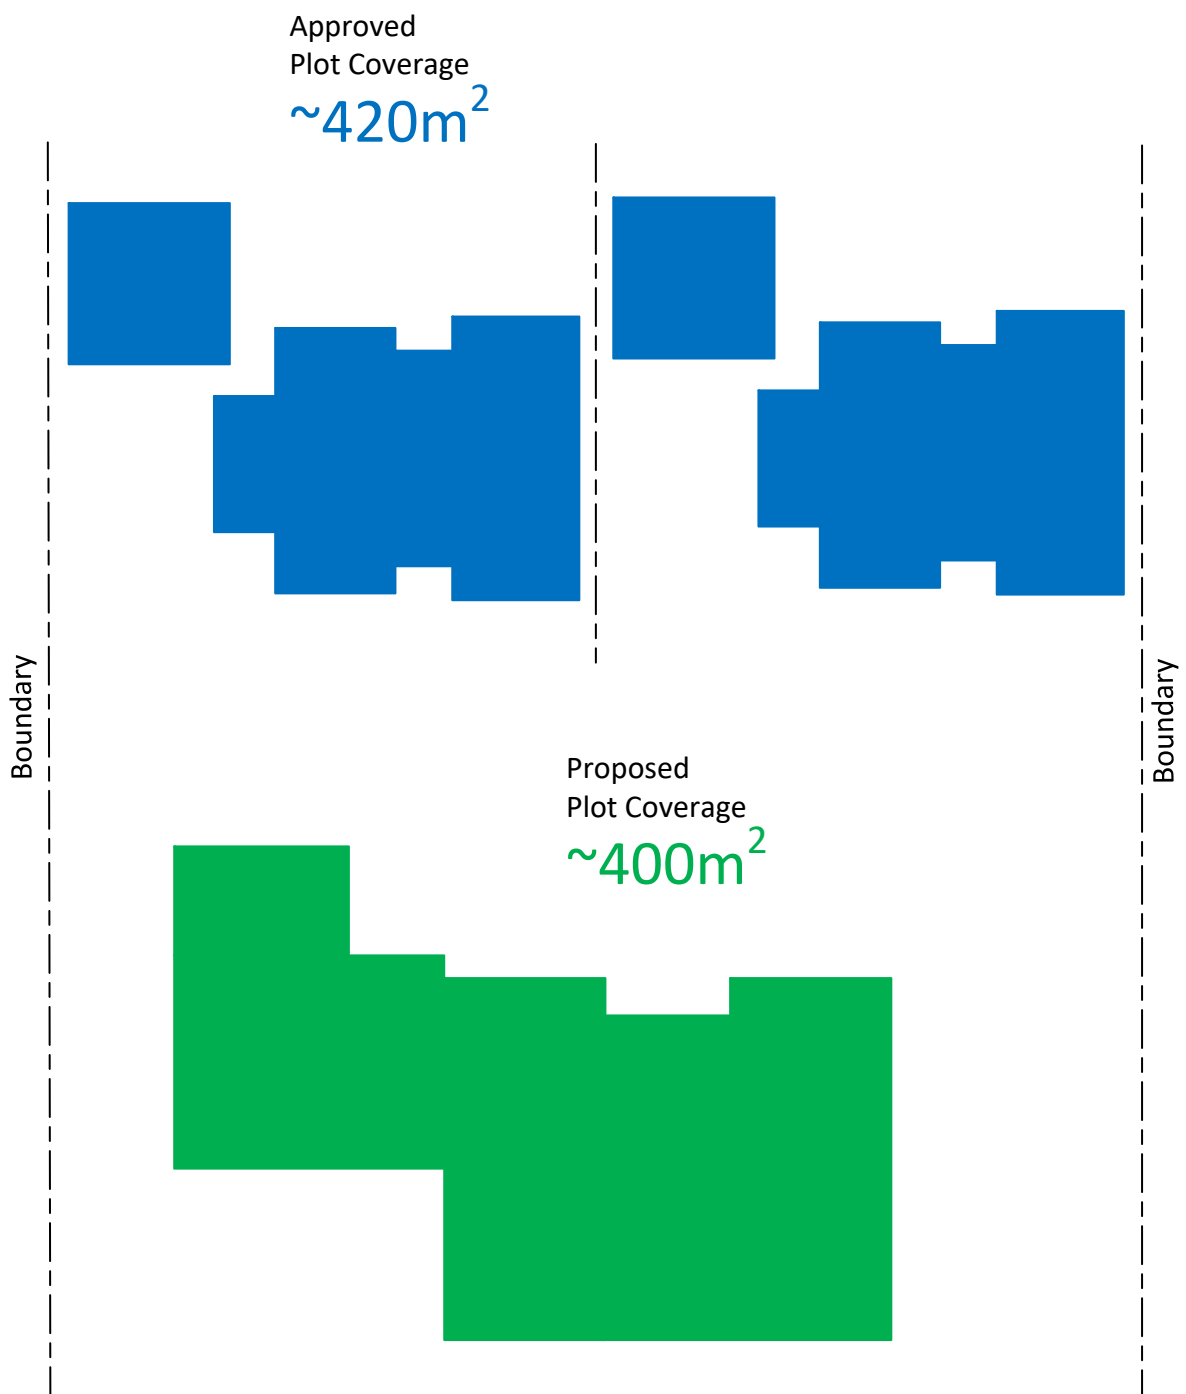 Approved
Plot Coverage
~420m²
Boundary
Boundary
Proposed
Plot Coverage
~400m²